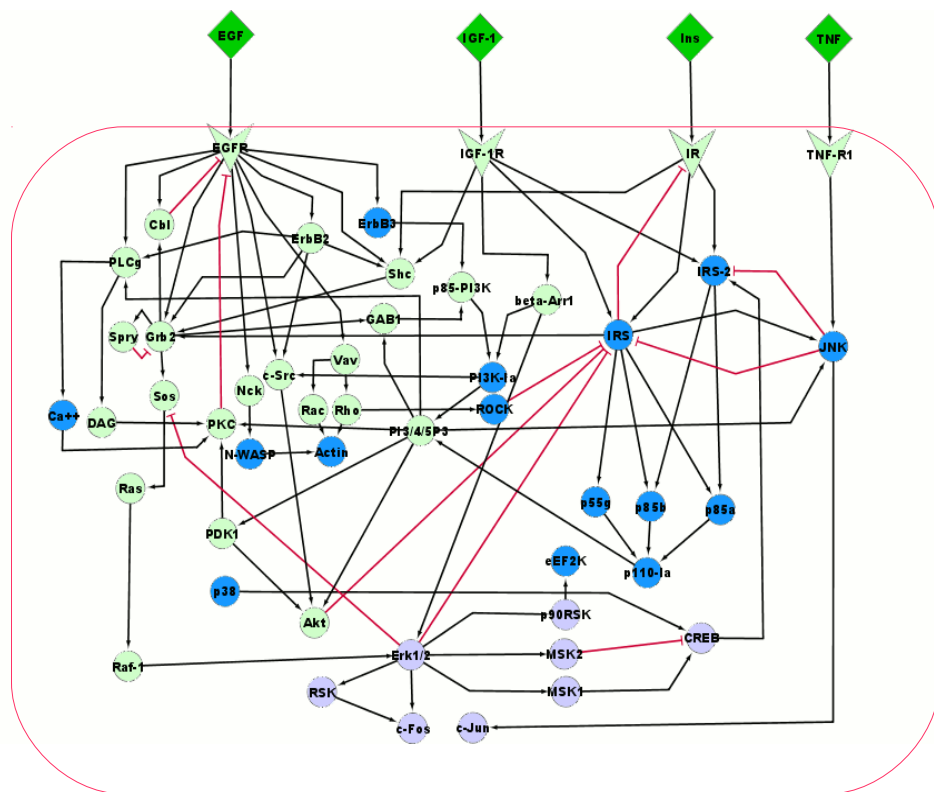 EGF
IGF-1
Ins
TNF
EGFR
IGF-1R
IR
TNF-R1
Cbl
ErbB3
ErbB2
PLCg
Shc
IRS-2
p85-PI3K
beta-Arr1
GAB1
Spry
Grb2
IRS
JNK
Vav
c-Src
PI3K-Ia
Nck
Sos
Rac
Rho
ROCK
Ca++
DAG
PKC
PI3/4/5P3
N-WASP
Actin
Ras
p55g
p85b
p85a
PDK1
eEF2K
p110-Ia
p38
p90RSK
Akt
CREB
Erk1/2
MSK2
Raf-1
RSK
MSK1
c-Fos
c-Jun